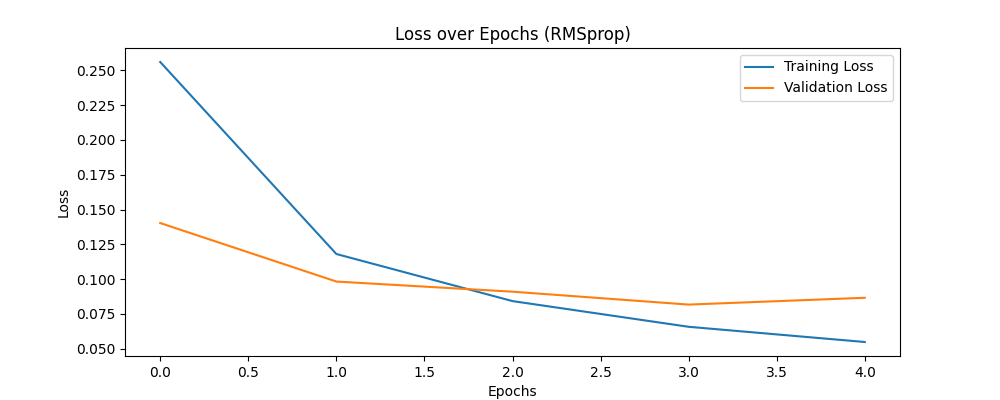 Loss over Epochs (RMSprop)
Training Loss
Validation Loss
Loss
0.250
0.225
0.200
0.175
0.150
0.125
0.100
0.075
0.050
0.0 0.5 1.0 1.5 2.0 2.5 3.0 3.5 4.0
Epochs